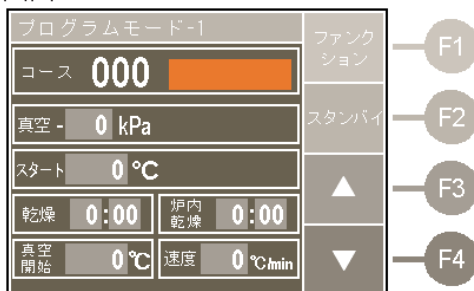 プログラムモード-1
コース 000
真空 - 0 kPa
スタート 0 ℃
乾燥 0:00
炉内
乾燥 0:00
真空
開始 0 ℃
速度 0 ℃/min
ファンク
ション
スタンバイ
▲
▼
F1
F2
F3
F4